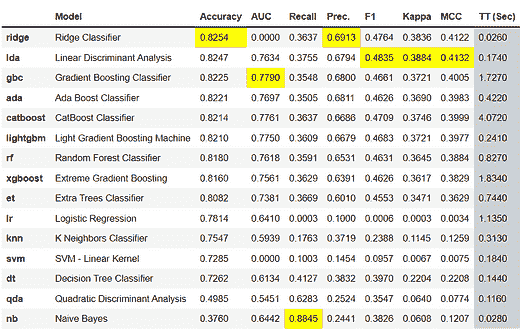 Model Accuracy AUC Recall Prec. F1 Kappa MCC TT (Sec)
ridge Ridge Classifier 0.8254 0.0000 0.3637 0.6913 0.4764 0.3836 0.4122 0.0260
lda Linear Discriminant Analysis 0.8247 0.7634 0.3755 0.6794 0.4835 0.3884 0.4132 0.1740
gbc Gradient Boosting Classifier 0.8225 0.7790 0.3548 0.6800 0.4661 0.3721 0.4005 1.7270
ada Ada Boost Classifier 0.8221 0.7697 0.3505 0.6811 0.4626 0.3690 0.3983 0.4220
catboost CatBoost Classifier 0.8214 0.7761 0.3637 0.6686 0.4709 0.3746 0.3999 4.0720
lightgbm Light Gradient Boosting Machine 0.8210 0.7750 0.3609 0.6679 0.4683 0.3721 0.3977 0.2410
rf Random Forest Classifier 0.8180 0.7618 0.3591 0.6531 0.4631 0.3645 0.3884 0.8270
xgboost Extreme Gradient Boosting 0.8160 0.7561 0.3629 0.6391 0.4626 0.3617 0.3829 1.8340
et Extra Trees Classifier 0.8082 0.7381 0.3669 0.6010 0.4553 0.3471 0.3629 0.7440
lr Logistic Regression 0.7814 0.6410 0.0003 0.1000 0.0006 0.0003 0.0034 1.1350
knn K Neighbors Classifier 0.7547 0.5939 0.1763 0.3719 0.2388 0.1145 0.1259 0.3130
svm SVM - Linear Kernel 0.7285 0.0000 0.1003 0.1454 0.0957 0.0067 0.0075 0.1840
dt Decision Tree Classifier 0.7262 0.6134 0.4127 0.3832 0.3970 0.2204 0.2208 0.1440
qda Quadratic Discriminant Analysis 0.4985 0.5451 0.6283 0.2524 0.3547 0.0640 0.0774 0.1160
nb Naive Bayes 0.3760 0.6442 0.8845 0.2441 0.3826 0.0608 0.1207 0.0280